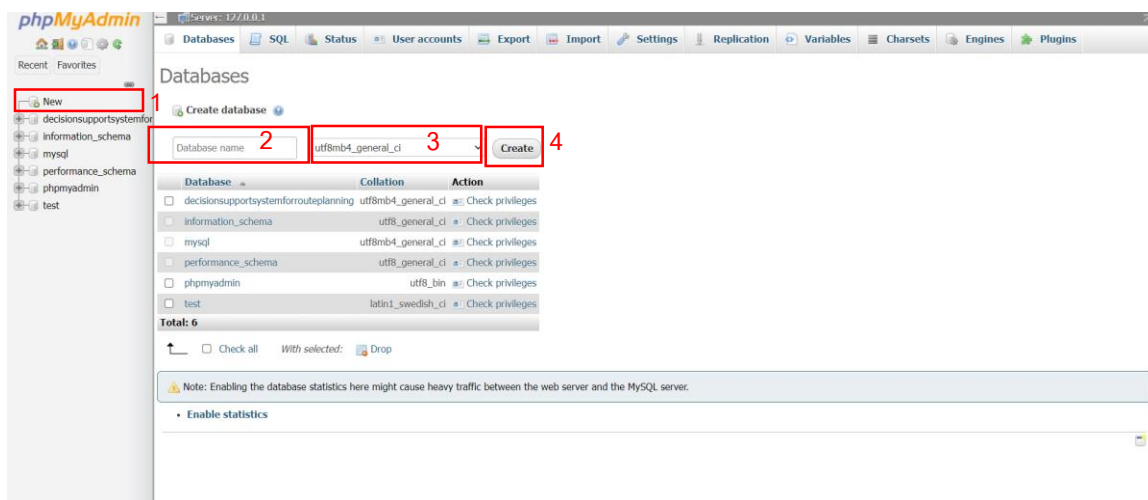 phpMyAdmin
Recent Favorites
New
decisionsupportsystemfor
information_schema
mysql
performance_schema
phpmyadmin
test
1
Server: 127.0.0.1
Databases SQL Status User accounts Export Import Settings Replication Variables Charsets Engines Plugins
Databases
Create database
Database name 2 utf8mb4_general_ci 3 Create 4
Database Collation Action
decisionsupportsystemforrouteplanning utf8mb4_general_ci Check privileges
information_schema utf8_general_ci Check privileges
mysql utf8mb4_general_ci Check privileges
performance_schema utf8_general_ci Check privileges
phpmyadmin utf8_bin Check privileges
test latin1_swedish_ci Check privileges
Total: 6
Check all With selected: Drop
Note: Enabling the database statistics here might cause heavy traffic between the web server and the MySQL server.
• Enable statistics